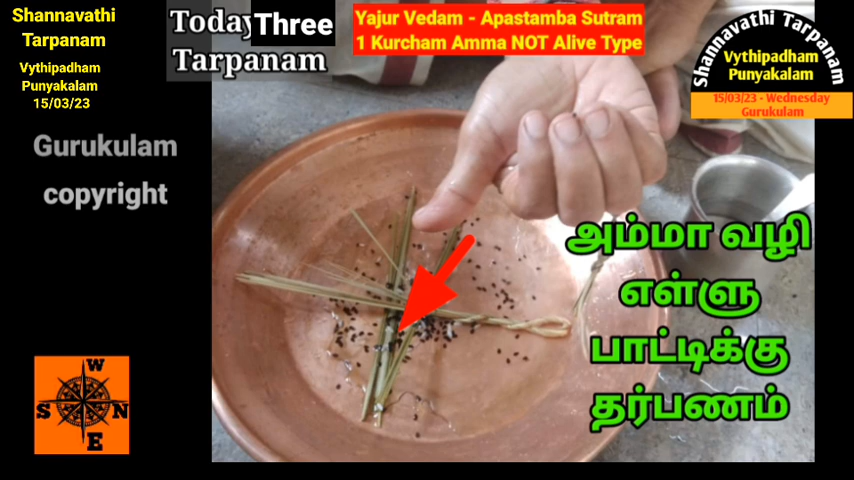 Shannavathi
Tarpanam
Vythipadham
Punyakalam
15/03/23
Today Three
Tarpanam
Yajur Vedam - Apastamba Sutram
1 Kurcham Amma NOT Alive Type
Shannavathi Tarpanam
Vythipadham
Punyakalam
15/03/23 - Wednesday
Gurukulam
Gurukulam
copyright
அம்மா வழி
எள்ளு
பாட்டிக்கு
தர்பணம்
W
S N
E